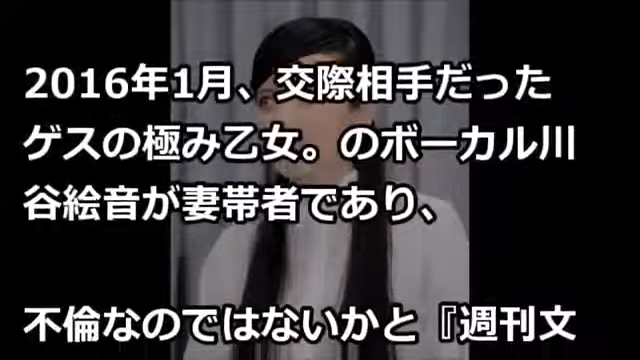 2016年1月、交際相手だった
ゲスの極み乙女。のボーカル川
谷絵音が妻帯者であり、
不倫なのではないかと『週刊文